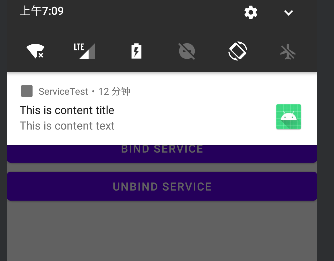 上午7:09
LTE
ServiceTest • 12 分钟
This is content title
This is content text
BIND SERVICE
UNBIND SERVICE